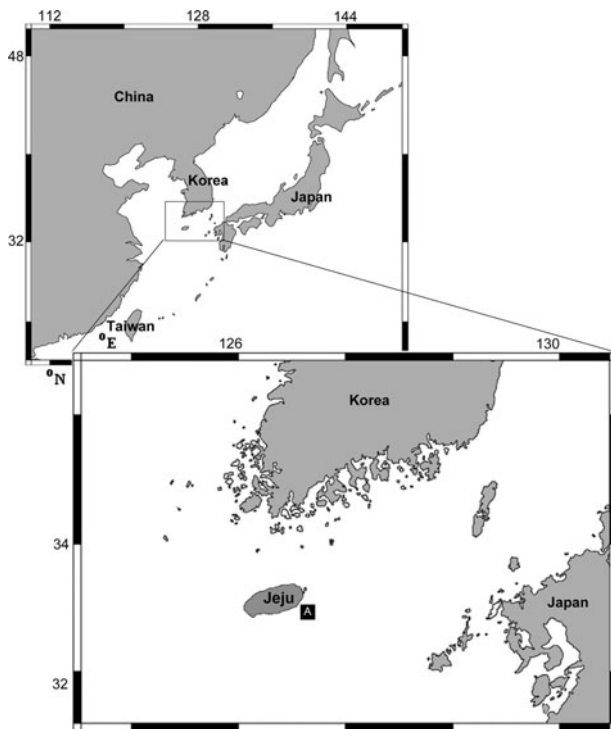 112 128 144
48
China
Korea
Japan
32
Taiwan
°E 126 130
°N
Korea
34
Jeju
A
Japan
32